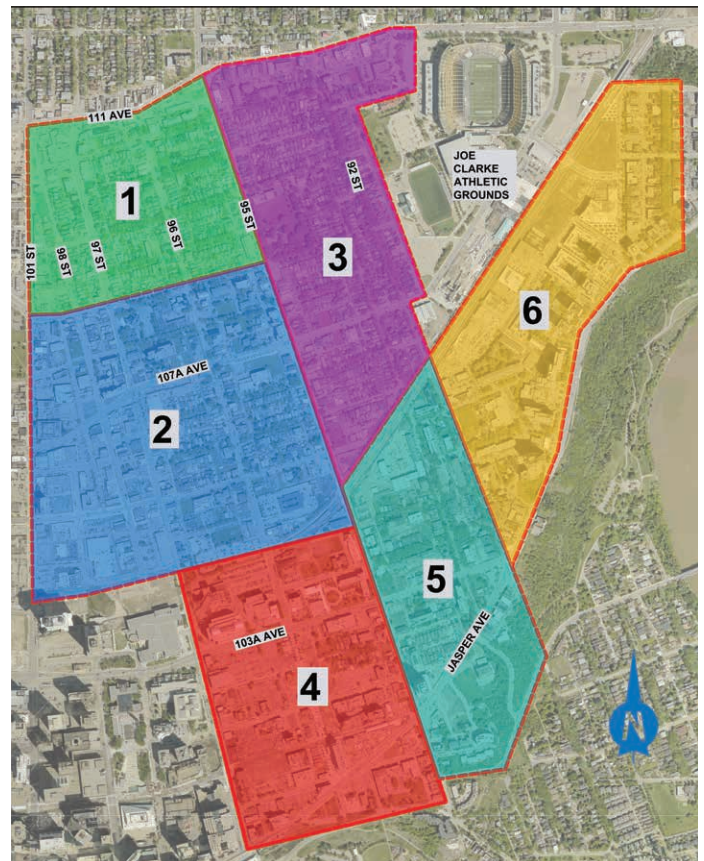 111 AVE
1
101 ST
98 ST
97 ST
96 ST
95 ST
92 ST
3
JOE
CLARKE
ATHLETIC
GROUNDS
6
107A AVE
2
5
103A AVE
4
JASPER AVE
N